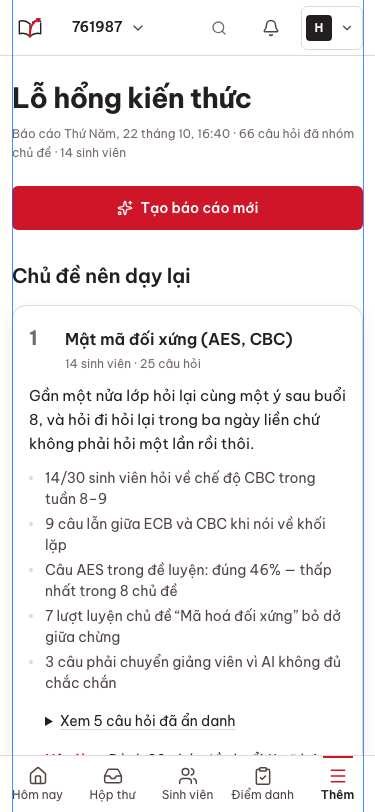 761987
H
Lỗ hổng kiến thức
Báo cáo Thứ Năm, 22 tháng 10, 16:40 · 66 câu hỏi đã nhóm
chủ đề · 14 sinh viên
Tạo báo cáo mới
Chủ đề nên dạy lại
1
Mật mã đối xứng (AES, CBC)
14 sinh viên · 25 câu hỏi
Gần một nửa lớp hỏi lại cùng một ý sau buổi
8, và hỏi đi hỏi lại trong ba ngày liền chứ
không phải hỏi một lần rồi thôi.
14/30 sinh viên hỏi về chế độ CBC trong
tuần 8–9
9 câu lẫn giữa ECB và CBC khi nói về khối
lặp
Câu AES trong đề luyện: đúng 46% — thấp
nhất trong 8 chủ đề
7 lượt luyện chủ đề “Mã hoá đối xứng” bỏ dở
giữa chừng
3 câu phải chuyển giảng viên vì AI không đủ
chắc chắn
Xem 5 câu hỏi đã ẩn danh
Hôm nay
Hộp thư
Sinh viên
Điểm danh
Thêm